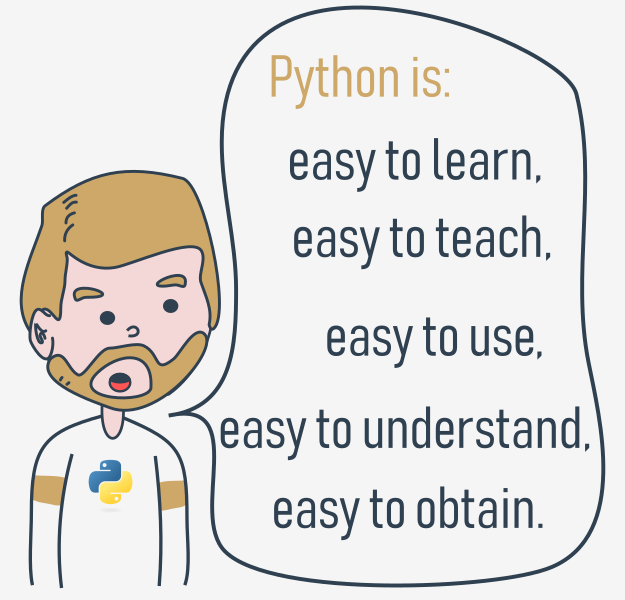 Python is:
easy to learn,
easy to teach,
easy to use,
easy to understand,
easy to obtain.